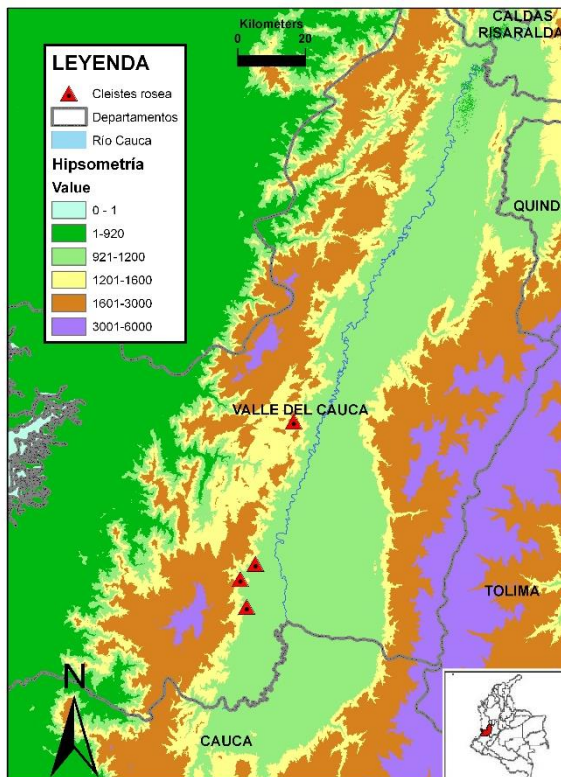 Kilometers
0 20
CALDAS
RISARALDA
LEYENDA
Cleistes rosea
Departamentos
Río Cauca
Hipsometría
Value
0 - 1
1-920
921-1200
1201-1600
1601-3000
3001-6000
QUIND
VALLE DEL CAUCA
TOLIMA
N
CAUCA